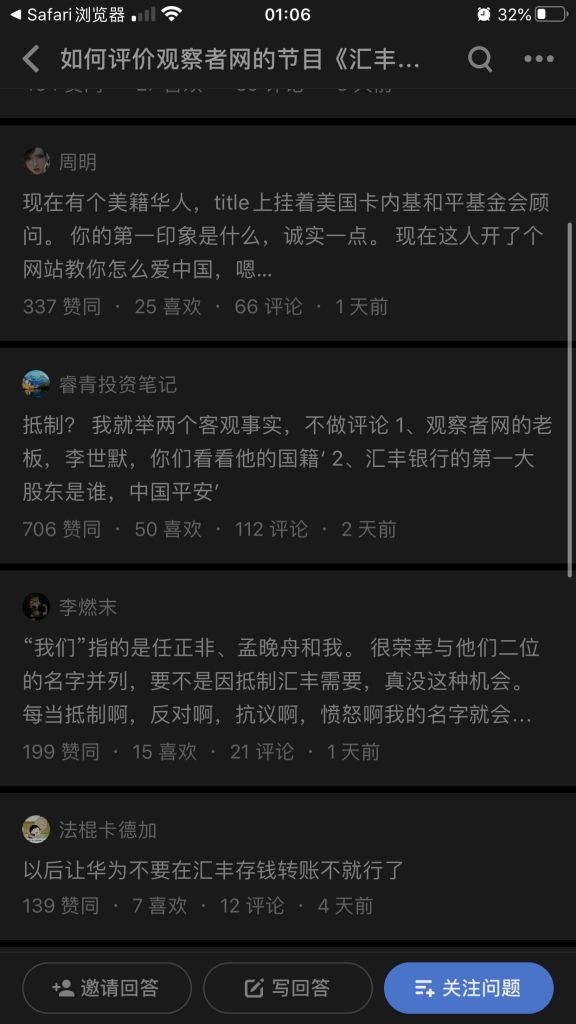 Safari浏览器
01:06
32%
如何评价观察者网的节目《汇丰...
周明
现在有个美籍华人，title上挂着美国卡内基和平基金会顾
问。 你的第一印象是什么，诚实一点。 现在这人开了个
网站教你怎么爱中国，嗯...
337 赞同 · 25 喜欢 · 66 评论 · 1 天前
睿青投资笔记
抵制？ 我就举两个客观事实，不做评论 1、观察者网的老
板，李世默，你们看看他的国籍‘ 2、汇丰银行的第一大
股东是谁，中国平安’
706 赞同 · 50 喜欢 · 112 评论 · 2 天前
李燃末
“我们”指的是任正非、孟晚舟和我。 很荣幸与他们二位
的名字并列，要不是因抵制汇丰需要，真没这种机会。
每当抵制啊，反对啊，抗议啊，愤怒啊我的名字就会...
199 赞同 · 15 喜欢 · 21 评论 · 1 天前
法棍卡德加
以后让华为不要在汇丰存钱转账不就行了
139 赞同 · 7 喜欢 · 12 评论 · 4 天前
邀请回答
写回答
关注问题